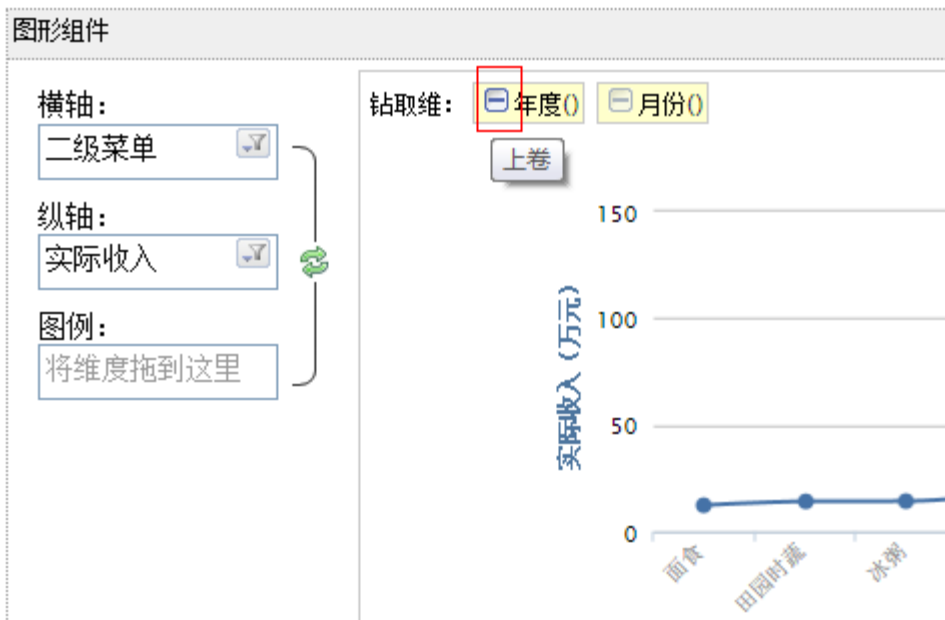 图形组件
横轴：
二级菜单
纵轴：
实际收入
图例：
将维度拖到这里
钻取维： 年度() 月份()
上卷
实际收入（万元）
150
100
50
0
面食
田园时蔬
冰粥